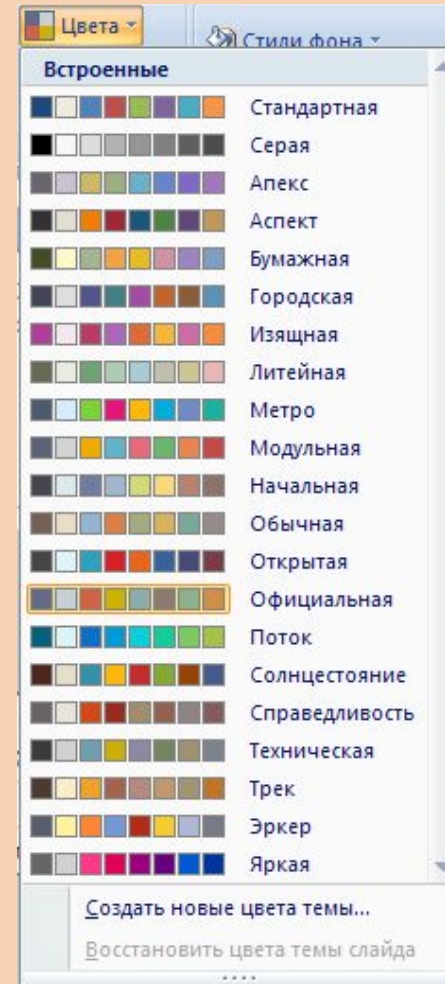 Цвета
Стили фона
Встроенные
Стандартная
Серая
Апекс
Аспект
Бумажная
Городская
Изящная
Литейная
Метро
Модульная
Начальная
Обычная
Открытая
Официальная
Поток
Солнцестояние
Справедливость
Техническая
Трек
Эркер
Яркая
Создать новые цвета темы...
Восстановить цвета темы слайда